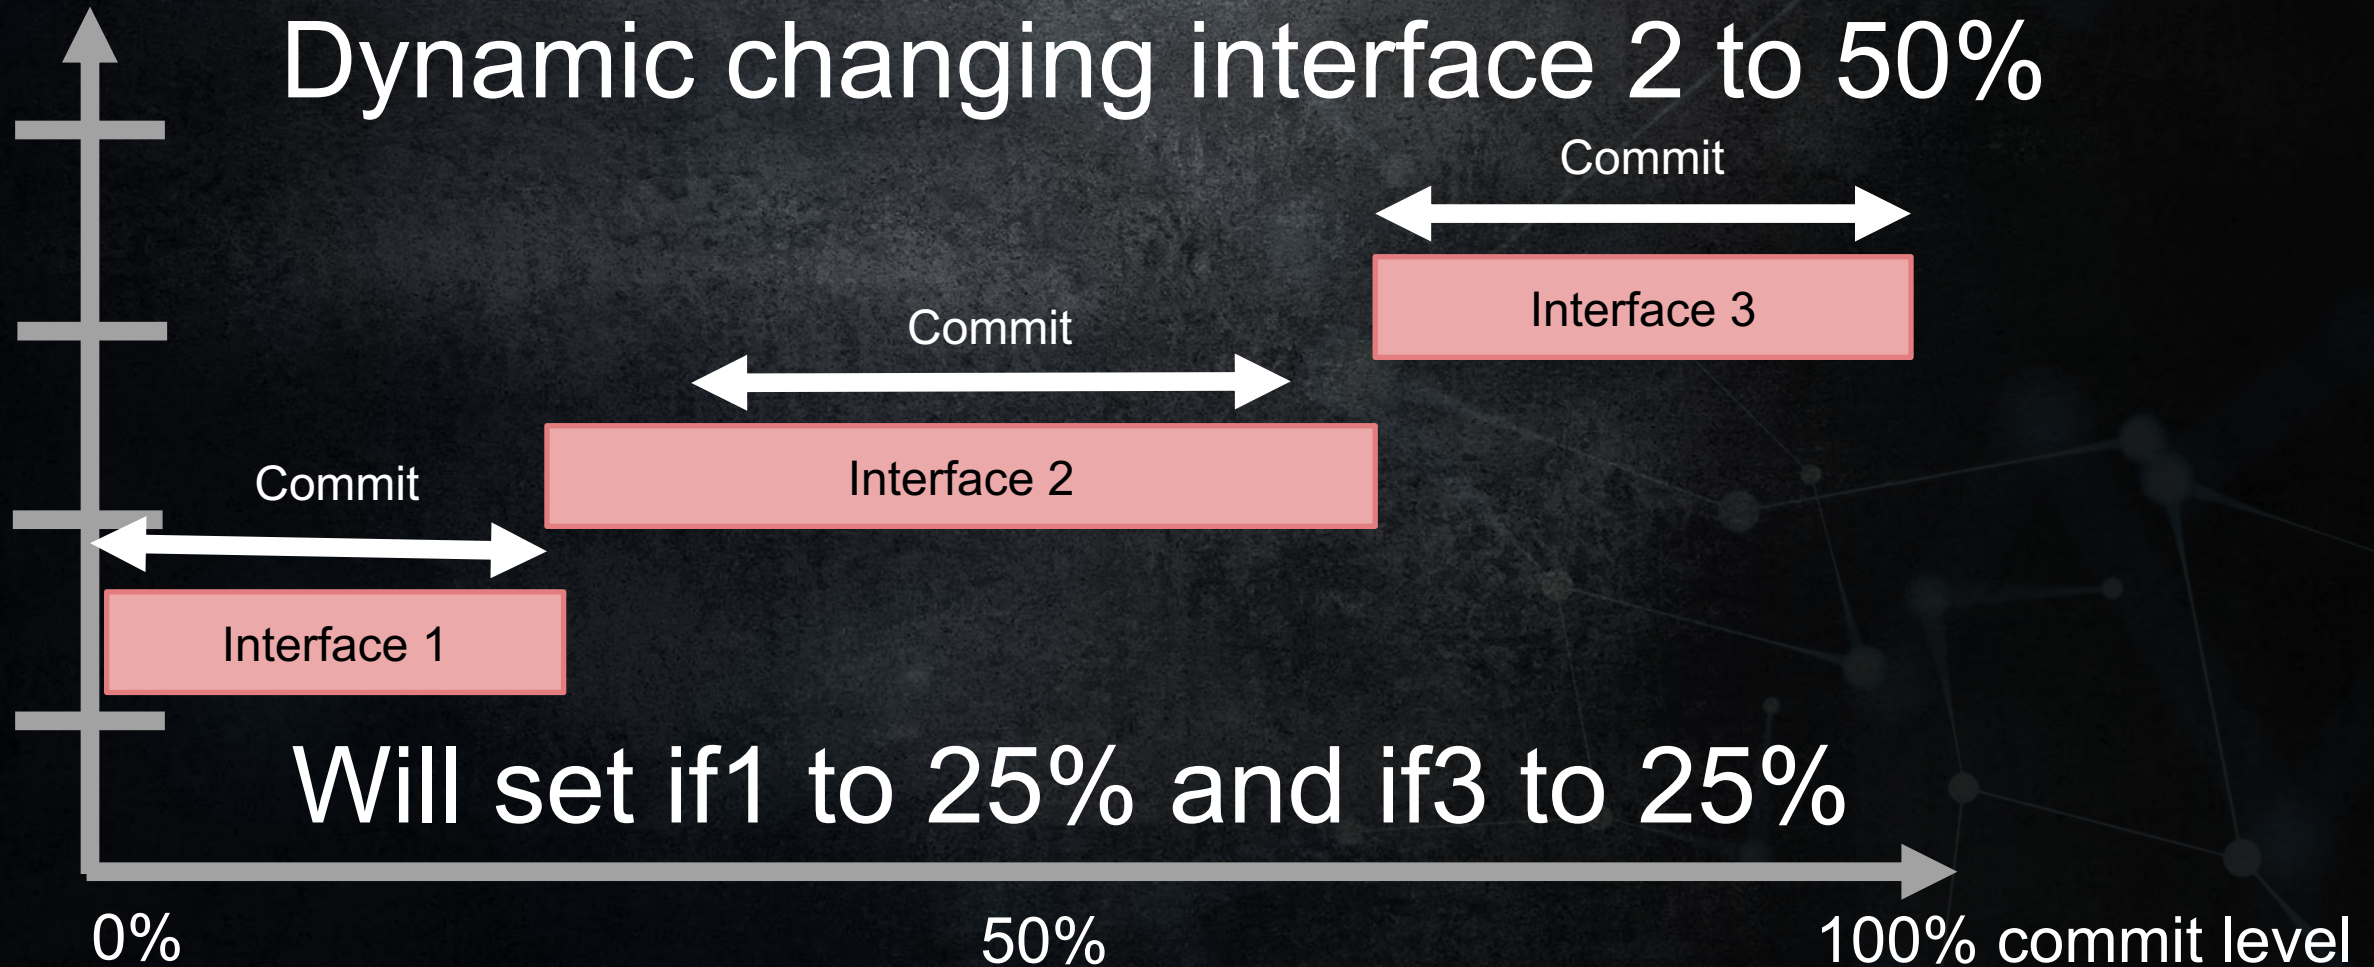 Dynamic changing interface 2 to 50%
Commit
Interface 3
Commit
Interface 2
Commit
Interface 1
Will set if1 to 25% and if3 to 25%
0%
50%
100% commit level